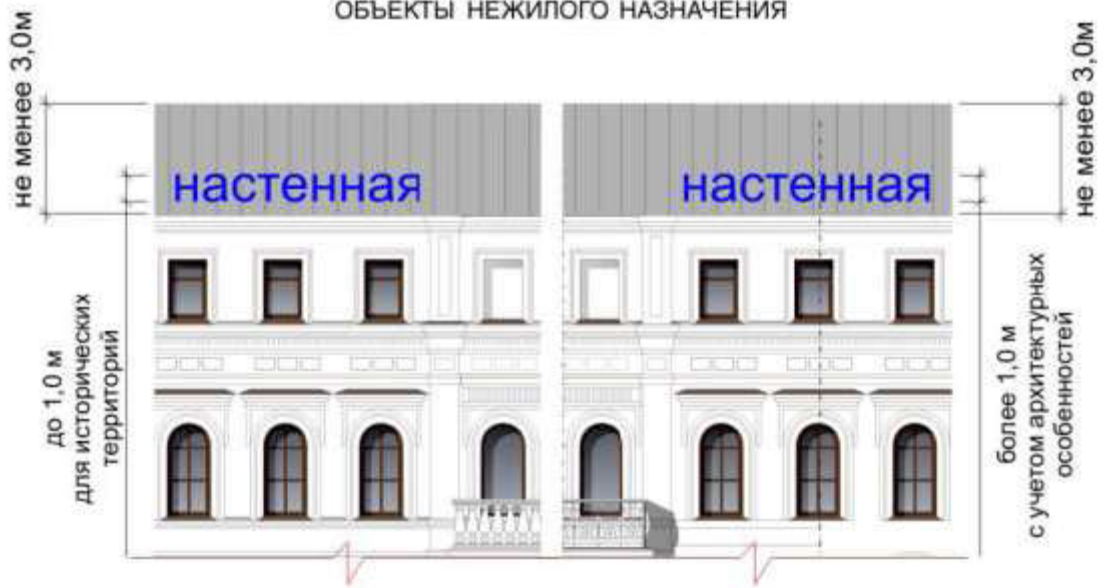 ОБЪЕКТЫ НЕЖИЛОГО НАЗНАЧЕНИЯ
не менее 3,0м
не менее 3,0м
настенная
настенная
до 1,0 м
для исторических
территорий
более 1,0 м
с учетом архитектурных
особенностей